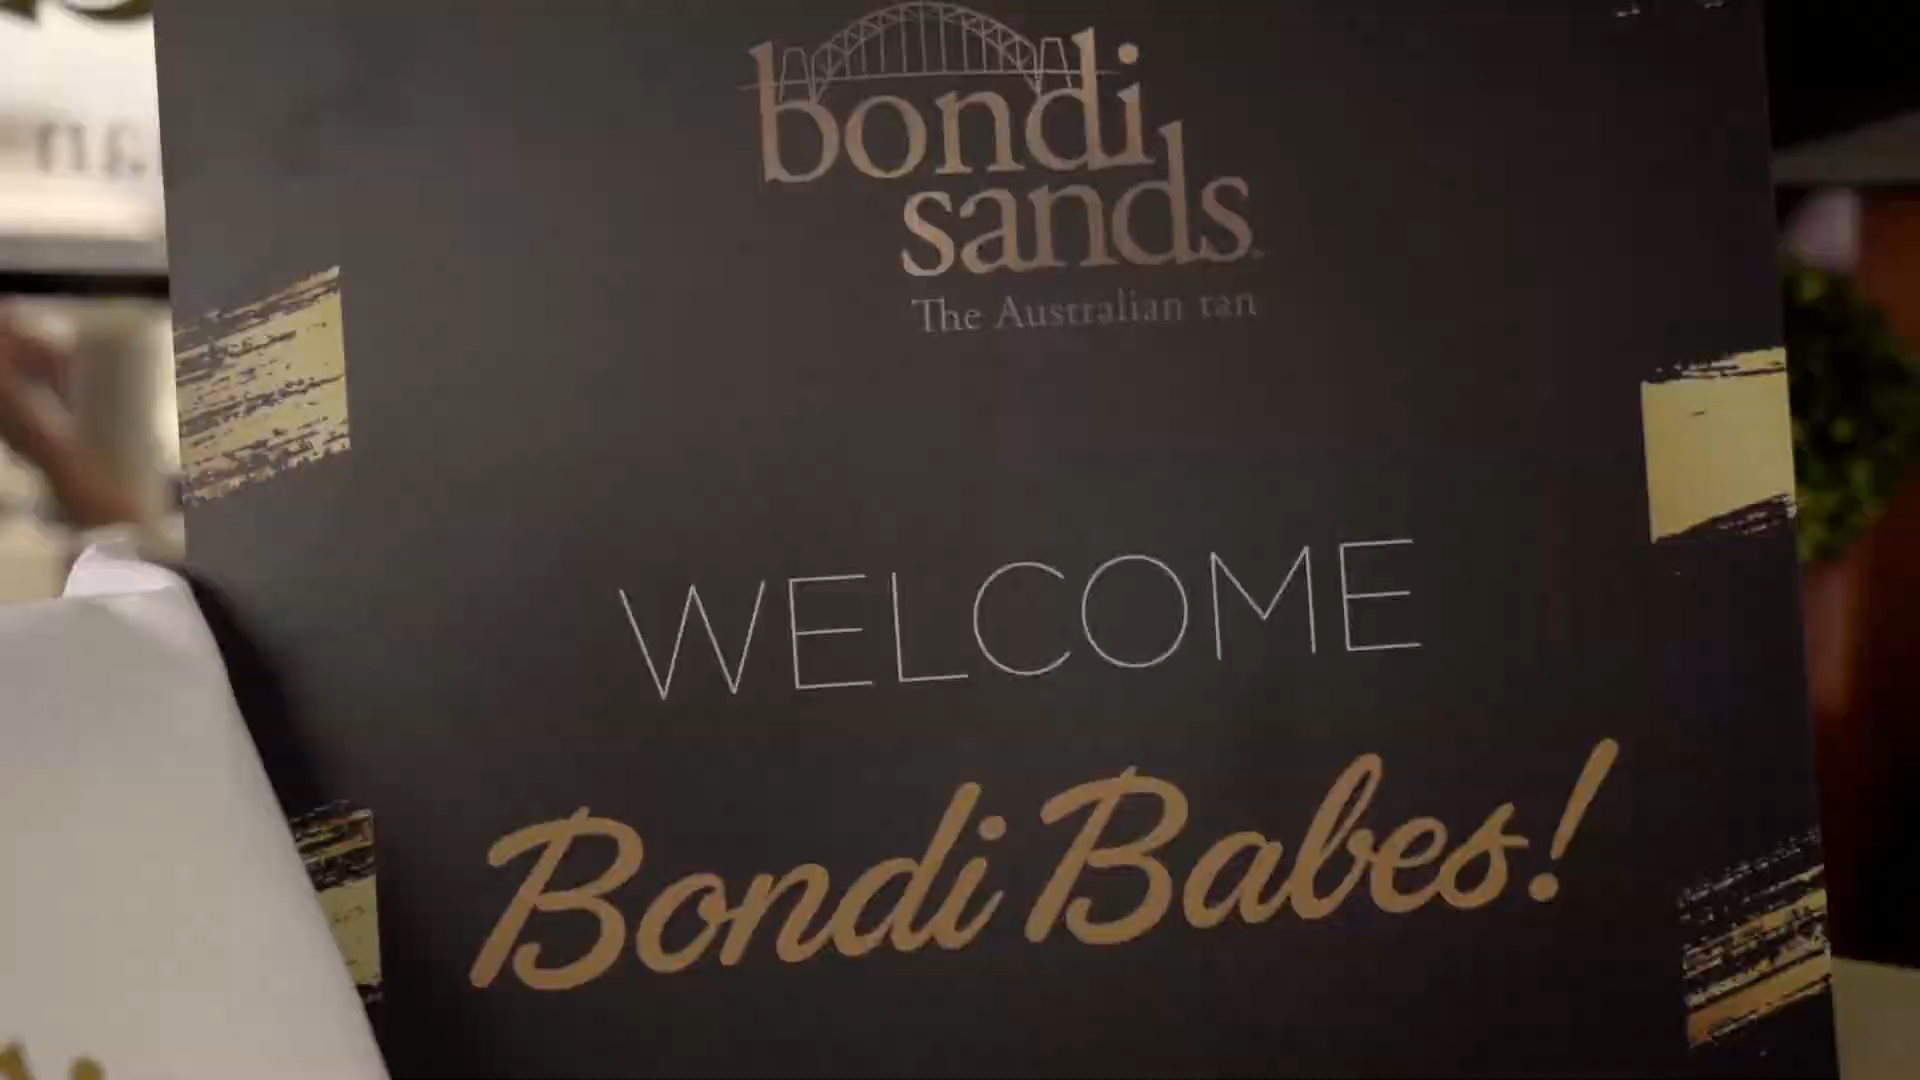 bondi
sands
The Australian tan
WELCOME
Bondi Babes!